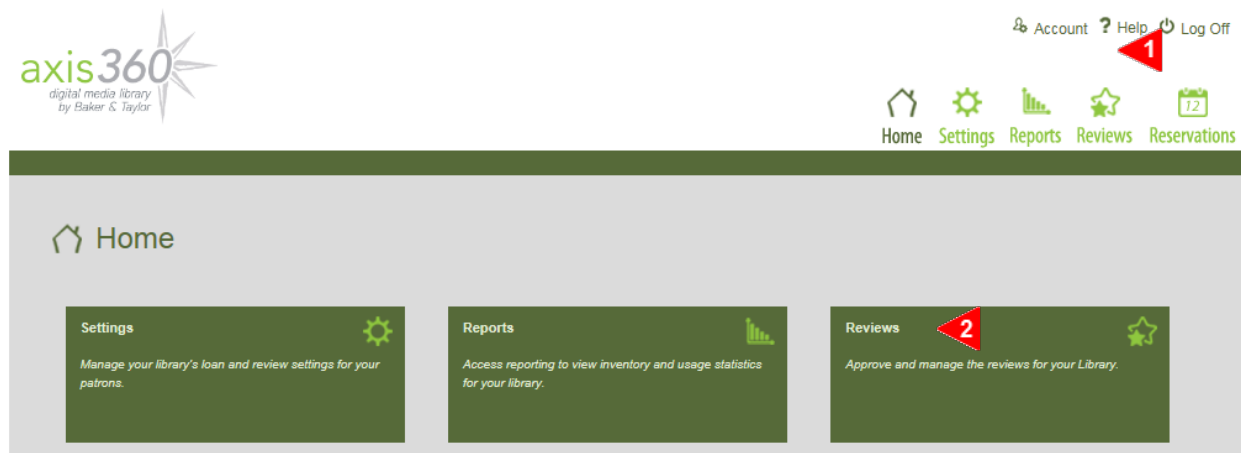 Account ? Help Log Off
1
axis 360
digital media library
by Baker & Taylor
12
Home Settings Reports Reviews Reservations
Home
Settings
Manage your library's loan and review settings for your
patrons.
Reports
Access reporting to view inventory and usage statistics
for your library.
Reviews
2
Approve and manage the reviews for your Library.